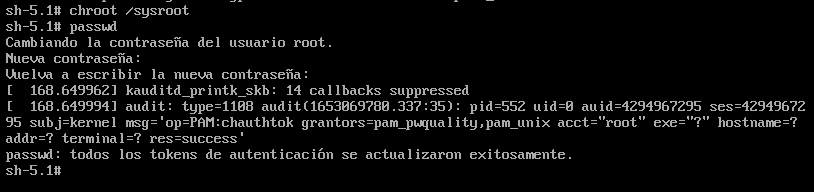 sh-5.1# chroot /sysroot
sh-5.1# passwd
Cambiando la contraseña del usuario root.
Nueva contraseña:
Vuelva a escribir la nueva contraseña:
[  168.649962] kauditd_printk_skb: 14 callbacks suppressed
[  168.649994] audit: type=1108 audit(1653069780.337:35): pid=552 uid=0 auid=4294967295 ses=42949672
95 subj=kernel msg='op=PAM:chauthtok grantors=pam_pwquality,pam_unix acct="root" exe="?" hostname=?
addr=? terminal=? res=success'
passwd: todos los tokens de autenticación se actualizaron exitosamente.
sh-5.1#